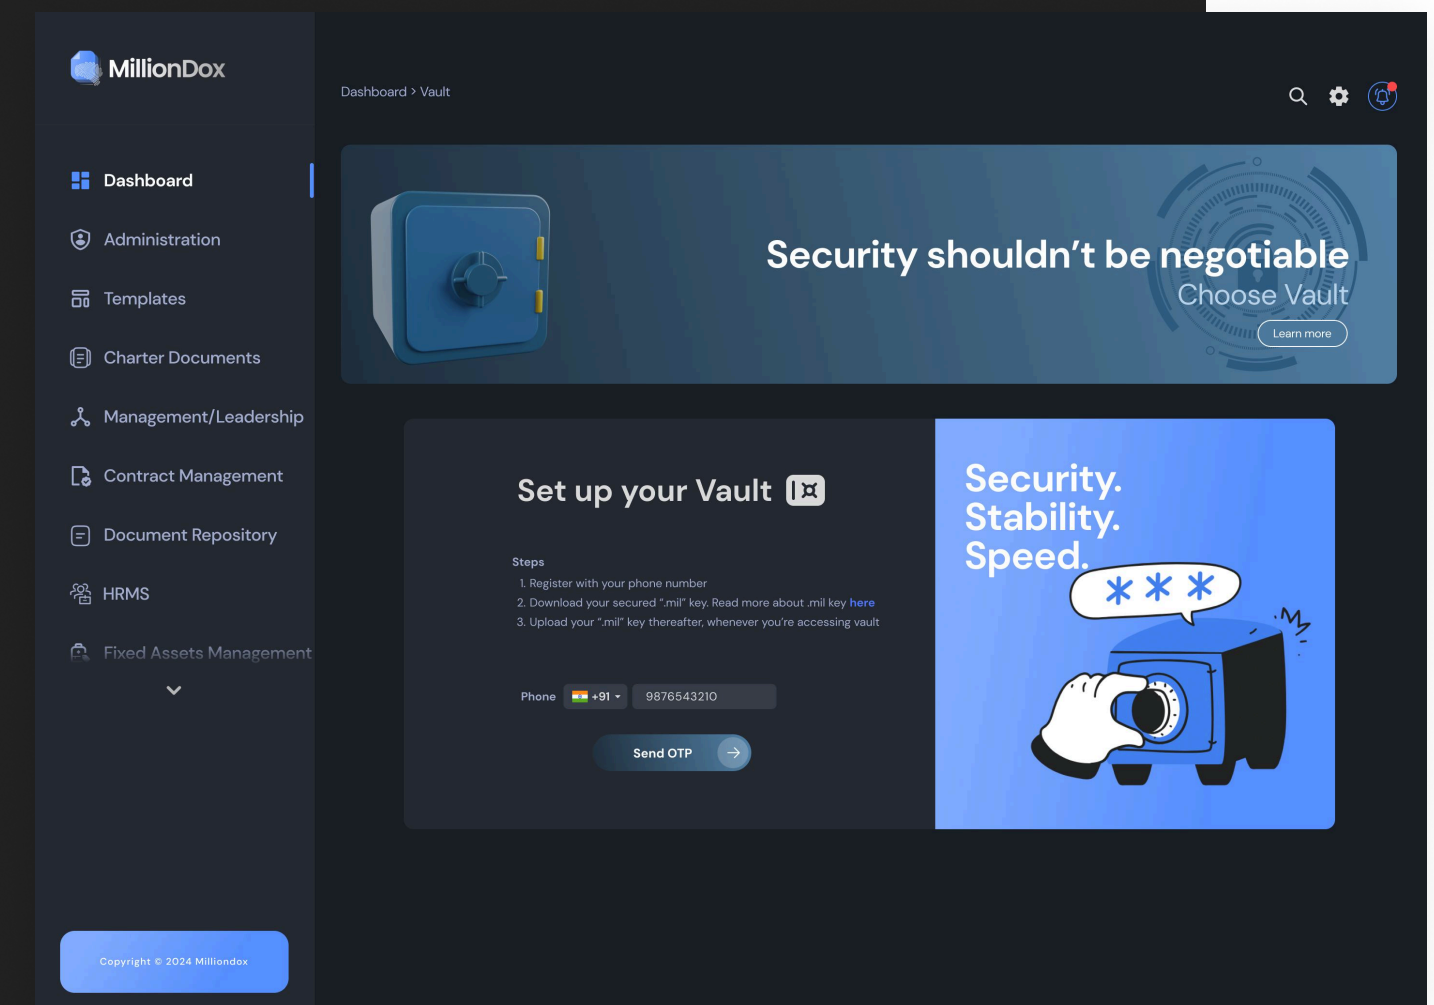 MillionDox
Dashboard > Vault
Dashboard
Administration
Templates
Charter Documents
Management/Leadership
Contract Management
Document Repository
HRMS
Fixed Assets Management
Copyright © 2024 Milliondox
Security shouldn't be negotiable
Choose Vault
Learn more
Set up your Vault
Steps
1. Register with your phone number
2. Download your secured ".mil" key. Read more about .mil key here
3. Upload your ".mil" key thereafter, whenever you're accessing vault
Phone +91 9876543210
Send OTP
Security.
Stability.
Speed.
***